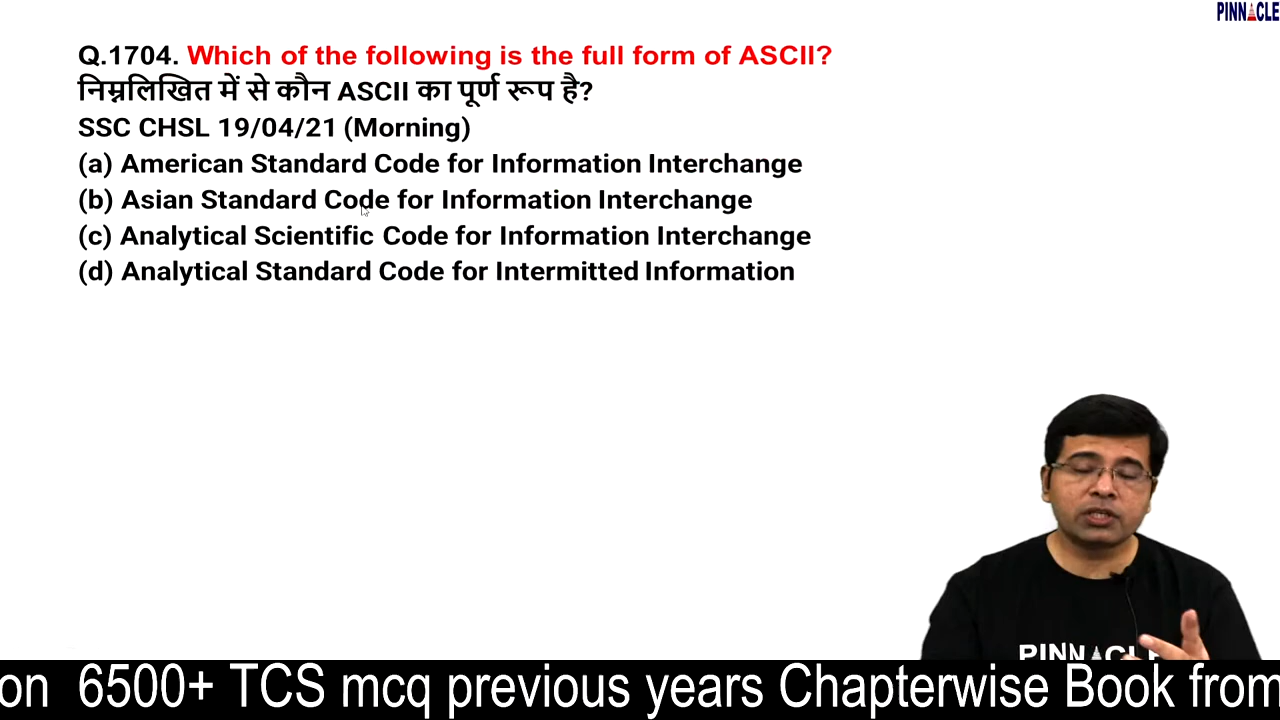 PINNACLE
Q.1704. Which of the following is the full form of ASCII?
निम्नलिखित में से कौन ASCII का पूर्ण रूप है?
SSC CHSL 19/04/21 (Morning)
(a) American Standard Code for Information Interchange
(b) Asian Standard Code for Information Interchange
(c) Analytical Scientific Code for Information Interchange
(d) Analytical Standard Code for Intermitted Information
PINNACLE
on 6500+ TCS mcq previous years Chapterwise Book from